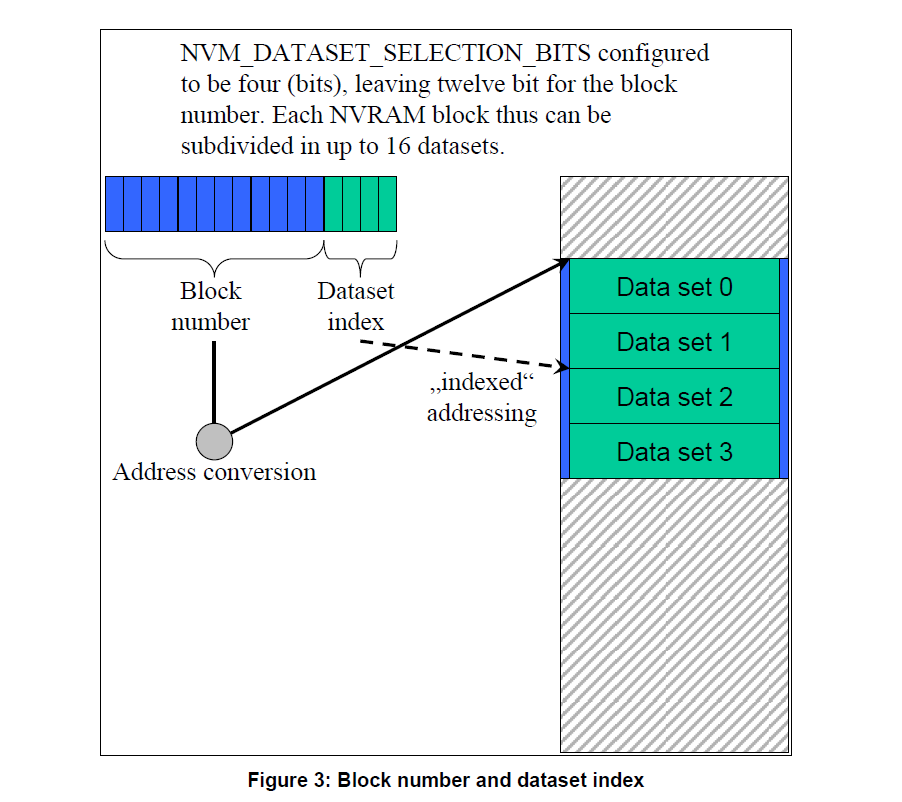 NVM_DATASET_SELECTION_BITS configured
to be four (bits), leaving twelve bit for the block
number. Each NVRAM block thus can be
subdivided in up to 16 datasets.
Block
number
Dataset
index
„indexed“
addressing
Address conversion
Data set 0
Data set 1
Data set 2
Data set 3
Figure 3: Block number and dataset index